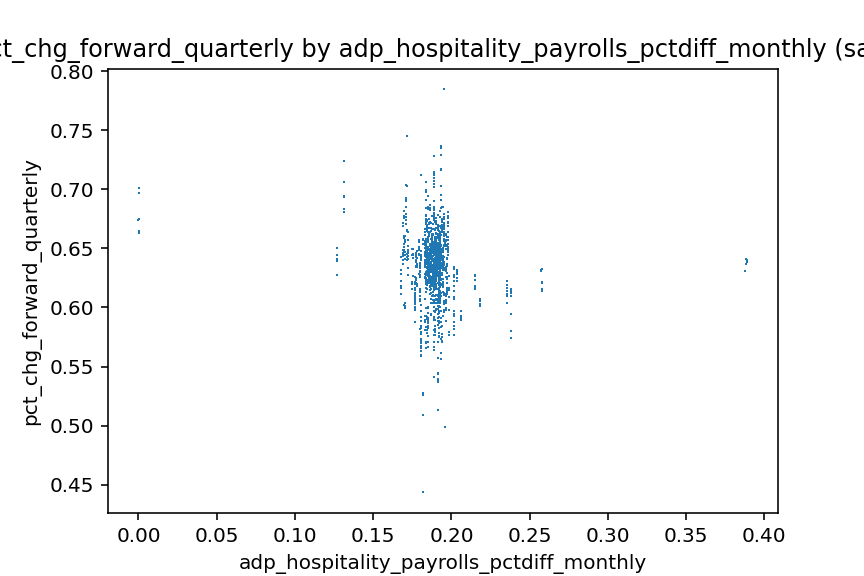 ct_chg_forward_quarterly by adp_hospitality_payrolls_pctdiff_monthly (sa
0.80
0.75
0.70
0.65
0.60
0.55
0.50
0.45
pct_chg_forward_quarterly
0.00 0.05 0.10 0.15 0.20 0.25 0.30 0.35 0.40
adp_hospitality_payrolls_pctdiff_monthly